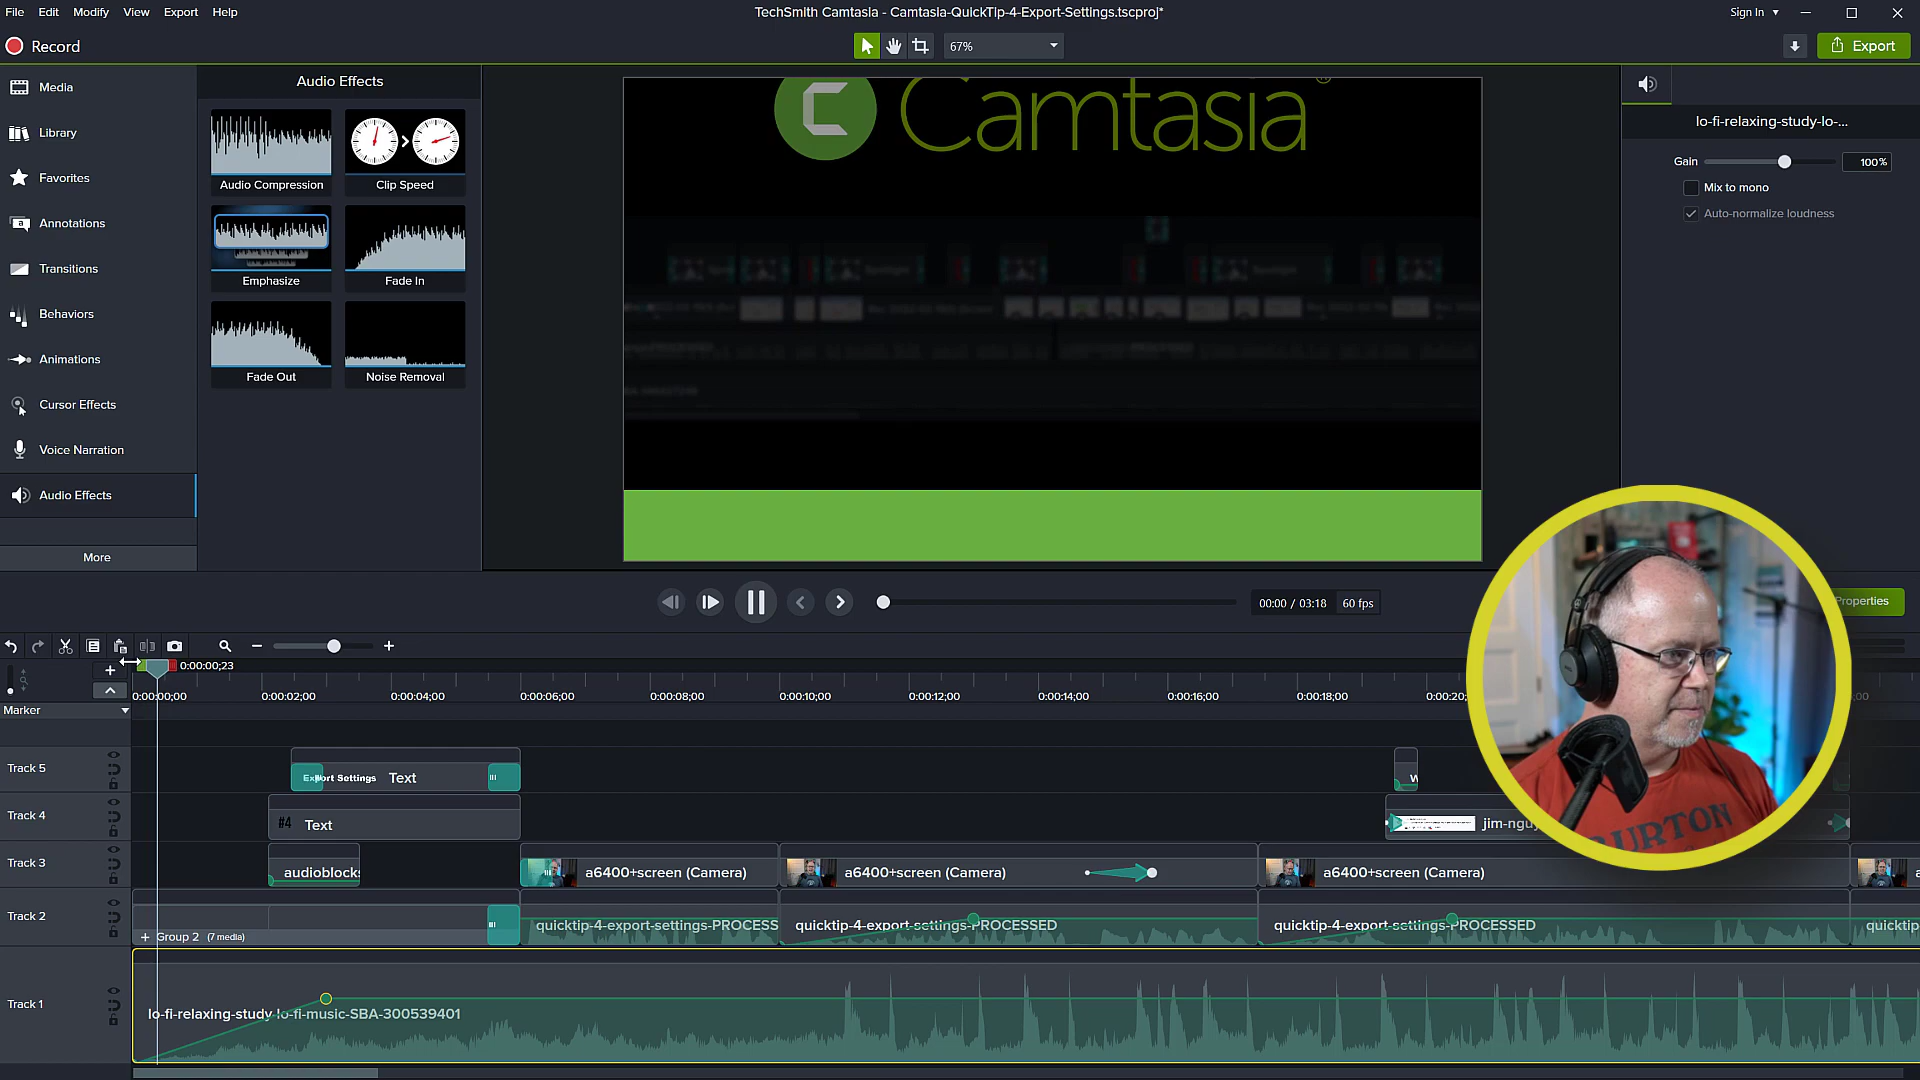 File Edit Modify View Export Help
TechSmith Camtasia - Camtasia-QuickTip-4-Export-Settings.tscproj*
Sign In
Record
67%
Export
Media
Library
Favorites
Annotations
Transitions
Behaviors
Animations
Cursor Effects
Voice Narration
Audio Effects
More
Audio Effects
Audio Compression
Clip Speed
Emphasize
Fade In
Fade Out
Noise Removal
Camtasia®
lo-fi-relaxing-study-lo-...
Gain
100%
Mix to mono
Auto-normalize loudness
00:00 / 03:18
60 fps
Properties
0:00:00;23
0:00:00;00 0:00:02;00 0:00:04;00 0:00:06;00 0:00:08;00 0:00:10;00 0:00:12;00 0:00:14;00 0:00:16;00 0:00:18;00 0:00:20;
Marker
Track 5
Export Settings Text
Track 4
#4 Text
jim-ngu
Track 3
audioblocks
a6400+screen (Camera)
a6400+screen (Camera)
a6400+screen (Camera)
Track 2
+ Group 2 (7 media)
quicktip-4-export-settings-PROCESS
quicktip-4-export-settings-PROCESSED
quicktip-4-export-settings-PROCESSED
quicktip
Track 1
lo-fi-relaxing-study-lo-fi-music-SBA-300539401
BURTON